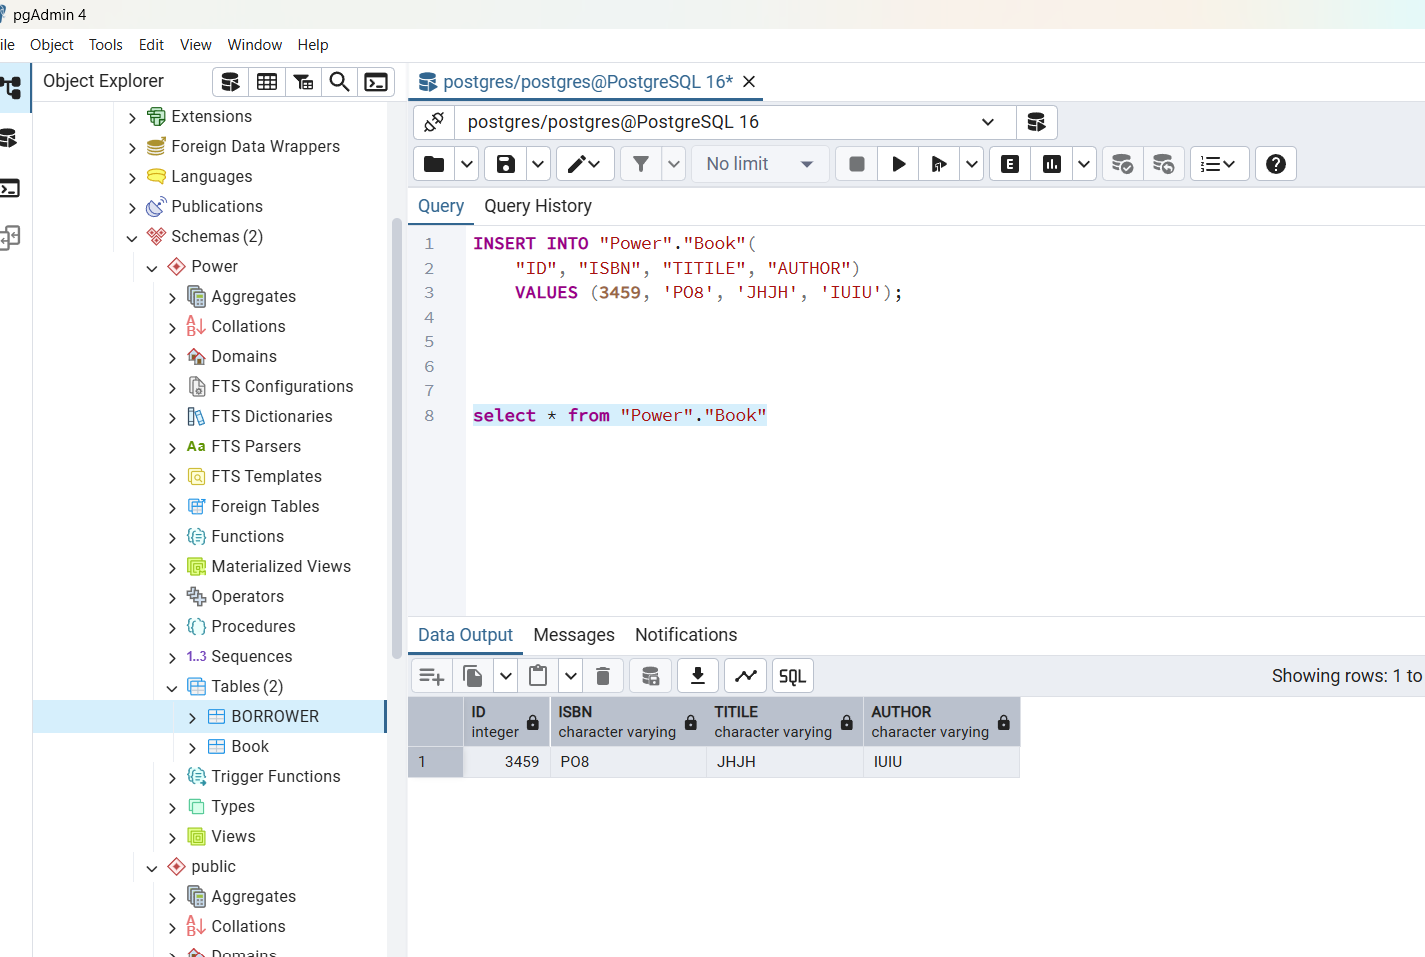 pgAdmin 4
ile Object Tools Edit View Window Help
Object Explorer
postgres/postgres@PostgreSQL 16*
postgres/postgres@PostgreSQL 16
No limit
E
Query Query History
Extensions
Foreign Data Wrappers
Languages
Publications
Schemas (2)
Power
Aggregates
Collations
Domains
FTS Configurations
FTS Dictionaries
Aa FTS Parsers
FTS Templates
Foreign Tables
Functions
Materialized Views
Operators
Procedures
1..3 Sequences
Tables (2)
BORROWER
Book
Trigger Functions
Types
Views
public
Aggregates
Collations
Domains
1 INSERT INTO "Power"."Book"(
2 "ID", "ISBN", "TITILE", "AUTHOR")
3 VALUES (3459, 'PO8', 'JHJH', 'IUIU');
4
5
6
7
8 select * from "Power"."Book"
Data Output Messages Notifications
SQL
Showing rows: 1 to
ID ISBN TITILE AUTHOR
integer character varying character varying character varying
1 3459 PO8 JHJH IUIU